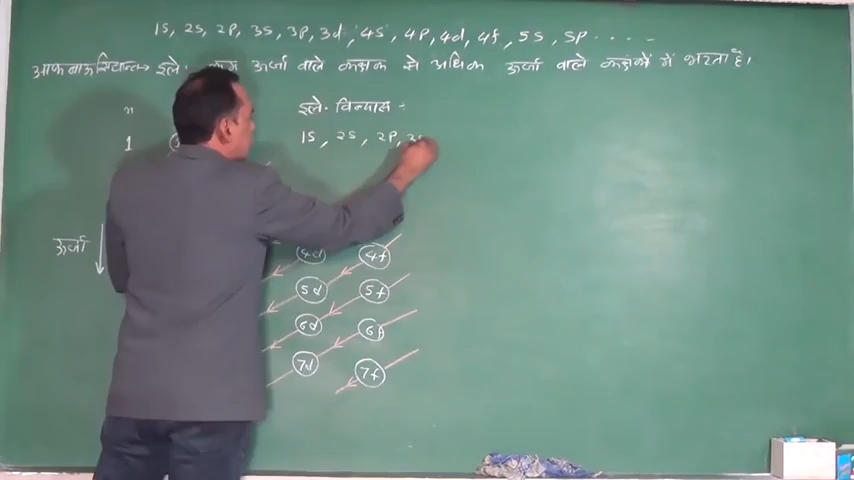 1s, 2s, 2p, 3s, 3p, 3d, 4s, 4p, 4d, 4f, 5s, 5p ....
आफबाऊ सिद्धान्त→ इले. ऊर्जा वाले कक्षक से अधिक ऊर्जा वाले कक्षकों में भरता है।
n इले. विन्यास :-
1 1s, 2s, 2p,
ऊर्जा 4d 4f
5d 5f
6d 6f
7d 7f